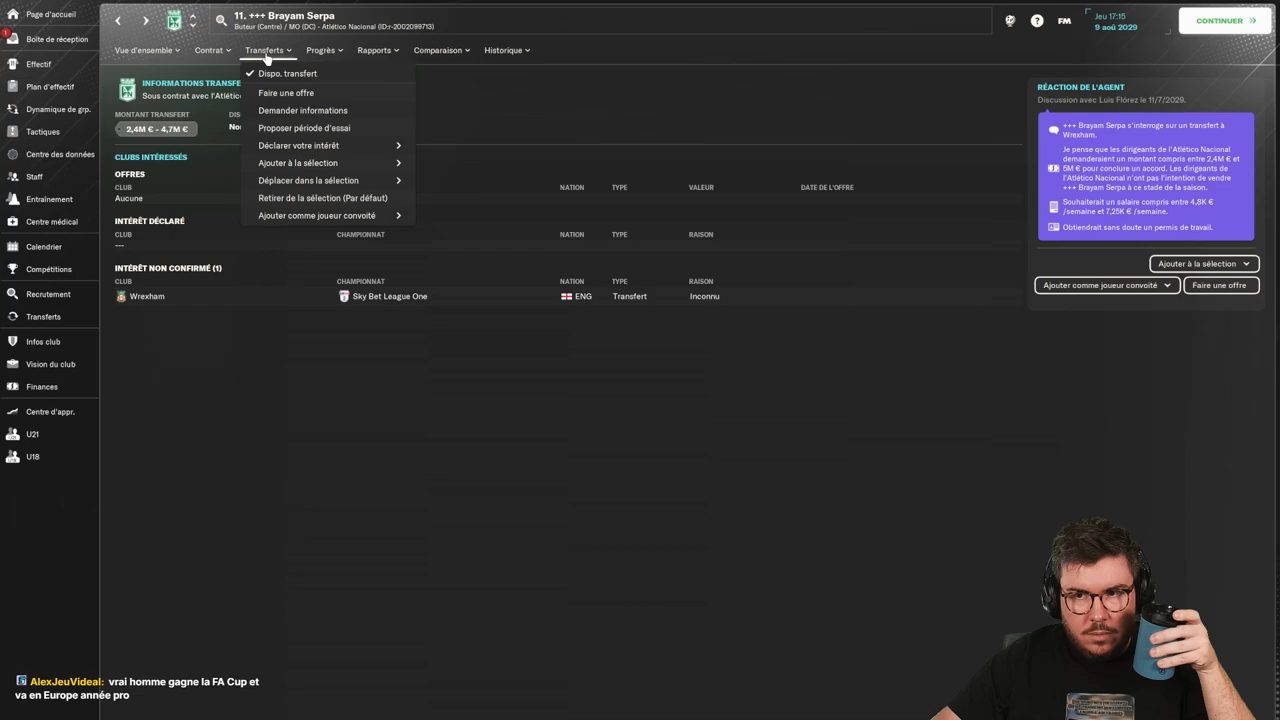 Page d'accueil
1
Boîte de réception
Effectif
Plan d'effectif
Dynamique de grp.
Tactiques
Centre des données
Staff
Entraînement
Centre médical
Calendrier
Compétitions
Recrutement
Transferts
Infos club
Vision du club
Finances
Centre d'appr.
U21
U18
11. +++ Brayam Serpa
Buteur (Centre) / MO (DC) - Atlético Nacional (ID:r-2002099713)
?
FM
Jeu 17:15
9 aoû 2029
CONTINUER
Vue d'ensemble
Contrat
Transferts
Progrès
Rapports
Comparaison
Historique
INFORMATIONS TRANSFE
Sous contrat avec l'Atlétic
MONTANT TRANSFERT
2,4M € - 4,7M €
DIS
Nor
Dispo. transfert
Faire une offre
Demander informations
Proposer période d'essai
Déclarer votre intérêt
Ajouter à la sélection
Déplacer dans la sélection
Retirer de la sélection (Par défaut)
Ajouter comme joueur convoité
CLUBS INTÉRESSÉS
OFFRES
CLUB NATION TYPE VALEUR DATE DE L'OFFRE
Aucune
INTÉRÊT DÉCLARÉ
CLUB CHAMPIONNAT NATION TYPE RAISON
---
INTÉRÊT NON CONFIRMÉ (1)
CLUB CHAMPIONNAT NATION TYPE RAISON
Wrexham Sky Bet League One ENG Transfert Inconnu
RÉACTION DE L'AGENT
Discussion avec Luis Flórez le 11/7/2029.
+++ Brayam Serpa s'interroge sur un transfert à
Wrexham.
Je pense que les dirigeants de l'Atlético Nacional
demanderaient un montant compris entre 2,4M € et
5M € pour conclure un accord. Les dirigeants de
l'Atlético Nacional n'ont pas l'intention de vendre
+++ Brayam Serpa à ce stade de la saison.
Souhaiterait un salaire compris entre 4,8K €
/semaine et 7,25K € /semaine.
Obtiendrait sans doute un permis de travail.
Ajouter à la sélection
Ajouter comme joueur convoité
Faire une offre
AlexJeuVideal: vrai homme gagne la FA Cup et
va en Europe année pro